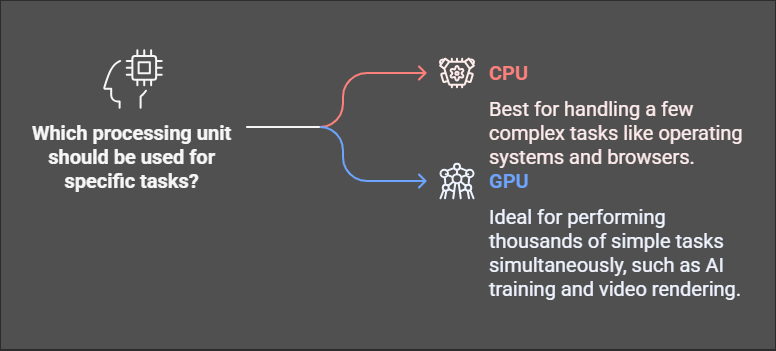 Which processing unit
should be used for
specific tasks?
CPU
Best for handling a few
complex tasks like operating
systems and browsers.
GPU
Ideal for performing
thousands of simple tasks
simultaneously, such as AI
training and video rendering.